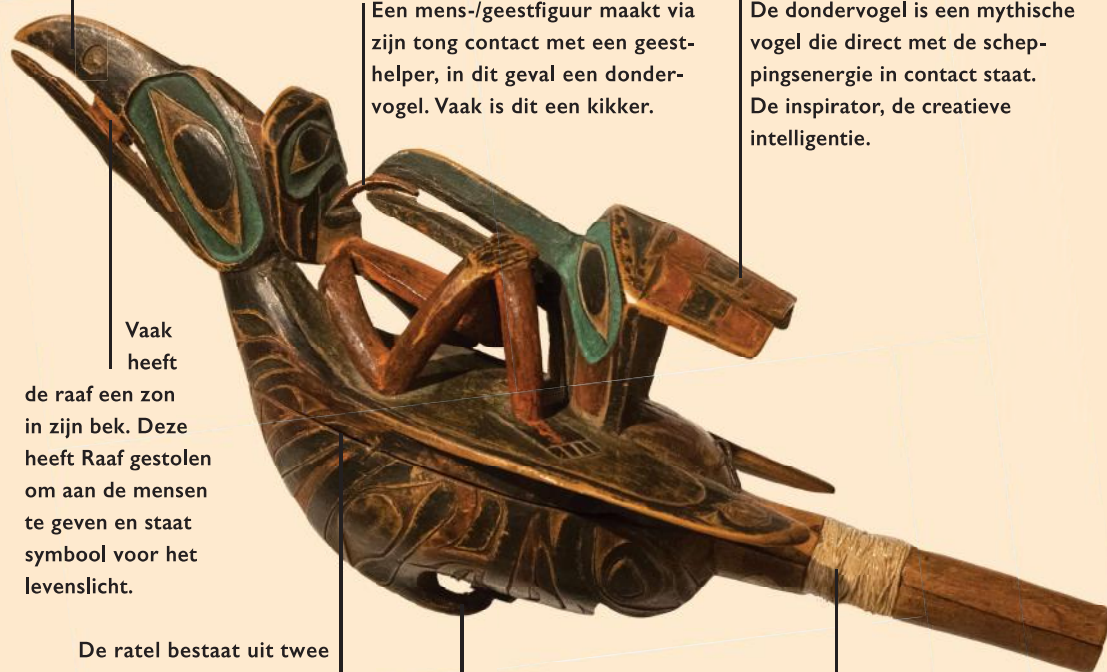 Een mens-/geestfiguur maakt via
zijn tong contact met een geest-
helper, in dit geval een donder-
vogel. Vaak is dit een kikker.
De dondervogel is een mythische
vogel die direct met de schep-
pingsenergie in contact staat.
De inspirator, de creatieve
intelligentie.
Vaak
heeft
de raaf een zon
in zijn bek. Deze
heeft Raaf gestolen
om aan de mensen
te geven en staat
symbool voor het
levenslicht.
De ratel bestaat uit twee